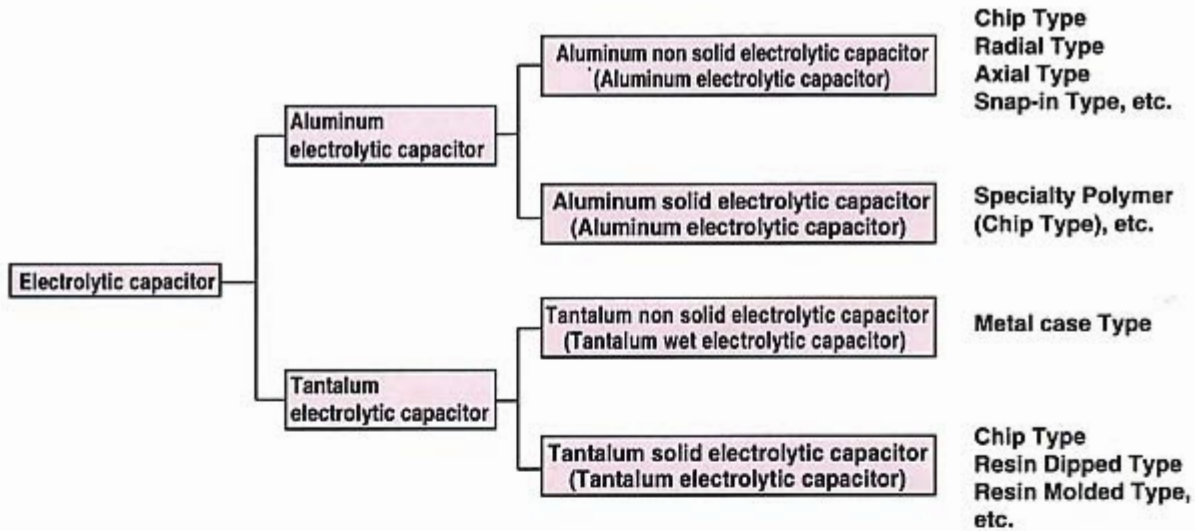 Electrolytic capacitor
Aluminum
electrolytic capacitor
Aluminum non solid electrolytic capacitor
(Aluminum electrolytic capacitor)
Chip Type
Radial Type
Axial Type
Snap-in Type, etc.
Aluminum solid electrolytic capacitor
(Aluminum electrolytic capacitor)
Specialty Polymer
(Chip Type), etc.
Tantalum
electrolytic capacitor
Tantalum non solid electrolytic capacitor
(Tantalum wet electrolytic capacitor)
Metal case Type
Tantalum solid electrolytic capacitor
(Tantalum electrolytic capacitor)
Chip Type
Resin Dipped Type
Resin Molded Type,
etc.